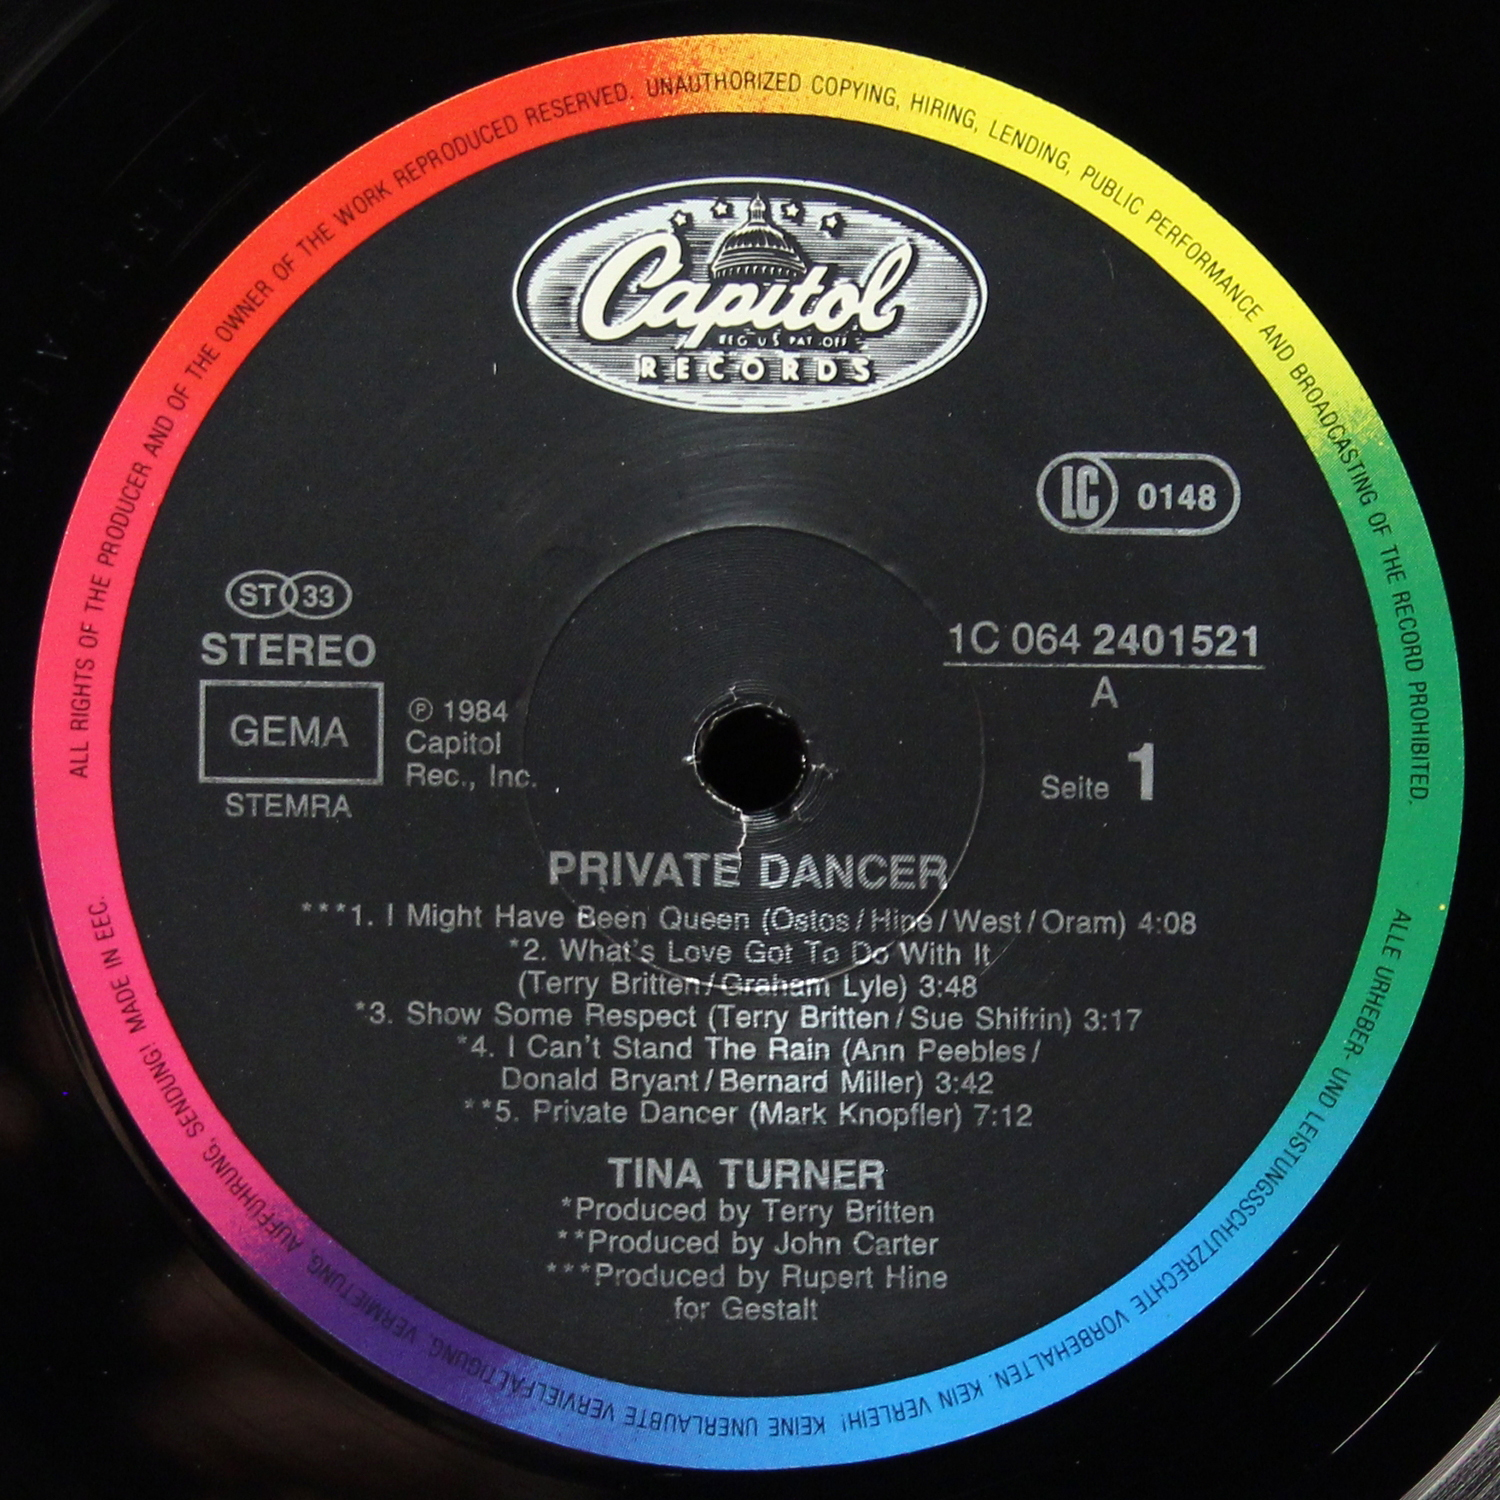 ALL RIGHTS OF THE PRODUCER AND OF THE OWNER OF THE WORK REPRODUCED RESERVED. UNAUTHORIZED COPYING, HIRING, LENDING, PUBLIC PERFORMANCE AND BROADCASTING OF THE RECORD PROHIBITED.
Capitol
REG U S PAT. OFF
RECORDS
LC 0148
ST 33
STEREO
GEMA
STEMRA
℗ 1984
Capitol
Rec., Inc.
1C 064 2401521
A
Seite 1
PRIVATE DANCER
***1. I Might Have Been Queen (Ostos/Hine/West/Oram) 4:08
*2. What's Love Got To Do With It
(Terry Britten/Graham Lyle) 3:48
*3. Show Some Respect (Terry Britten/Sue Shifrin) 3:17
*4. I Can't Stand The Rain (Ann Peebles/
Donald Bryant/Bernard Miller) 3:42
**5. Private Dancer (Mark Knopfler) 7:12
TINA TURNER
*Produced by Terry Britten
**Produced by John Carter
***Produced by Rupert Hine
for Gestalt
ALLE URHEBER- UND LEISTUNGSSCHUTZRECHTE VORBEHALTEN. KEIN VERLEIH! KEINE UNERLAUBTE VERVIELFÄLTIGUNG, VERMIETUNG, AUFFÜHRUNG, SENDUNG! MADE IN EEC.